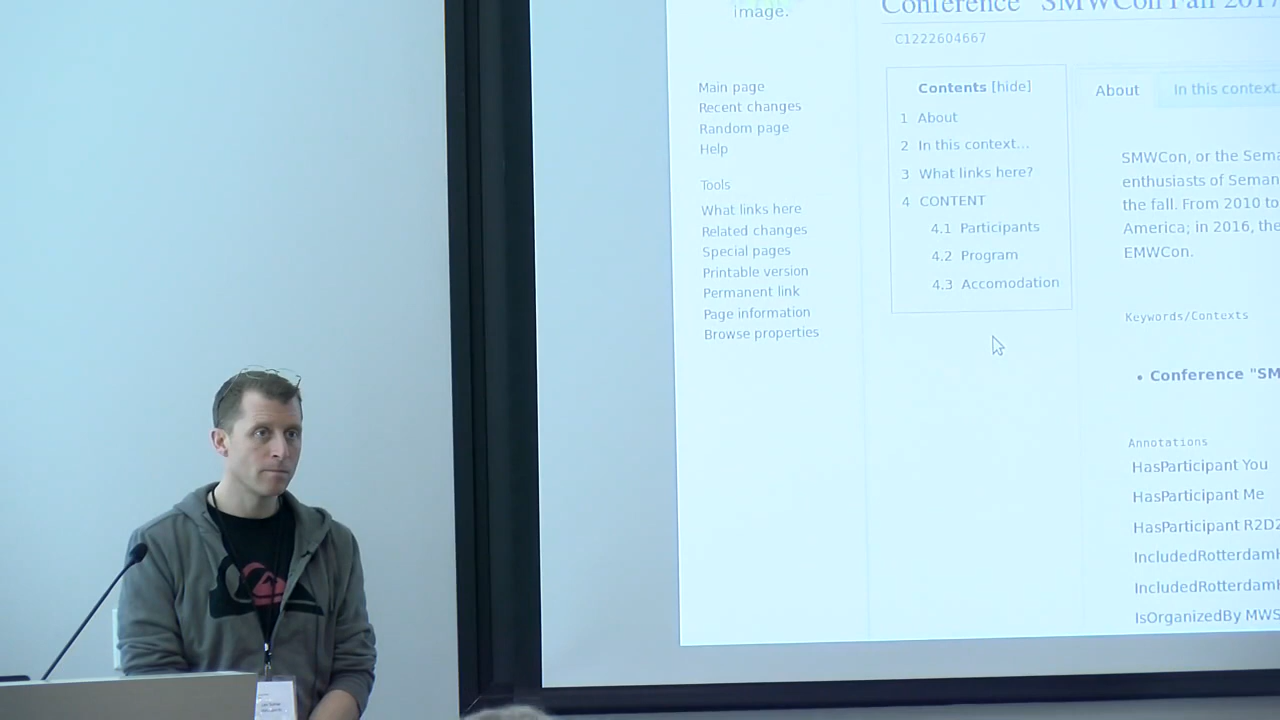 image.
Main page
Recent changes
Random page
Help
Tools
What links here
Related changes
Special pages
Printable version
Permanent link
Page information
Browse properties
Conference "SMWCon Fall 2017
C1222604667
Contents [hide]
1 About
2 In this context...
3 What links here?
4 CONTENT
4.1 Participants
4.2 Program
4.3 Accomodation
About In this context.
SMWCon, or the Sema
enthusiasts of Seman
the fall. From 2010 to
America; in 2016, the
EMWCon.
Keywords/Contexts
• Conference "SM
Annotations
HasParticipant You
HasParticipant Me
HasParticipant R2D2
IncludedRotterdam
IncludedRotterdam
IsOrganizedBy MWS